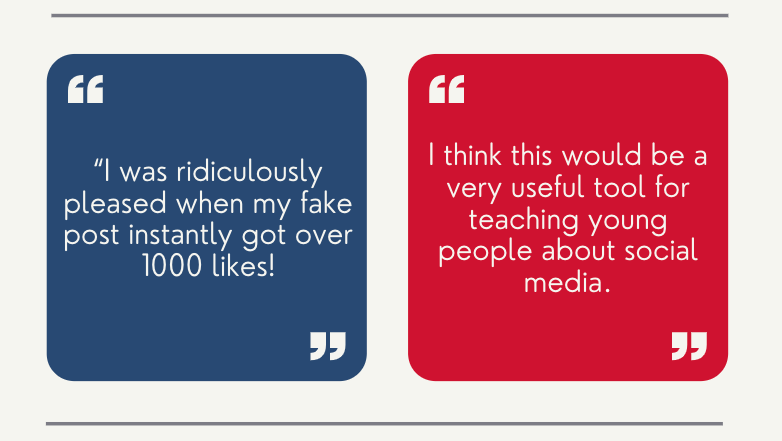 “I was ridiculously
pleased when my fake
post instantly got over
1000 likes!
I think this would be a
very useful tool for
teaching young
people about social
media.